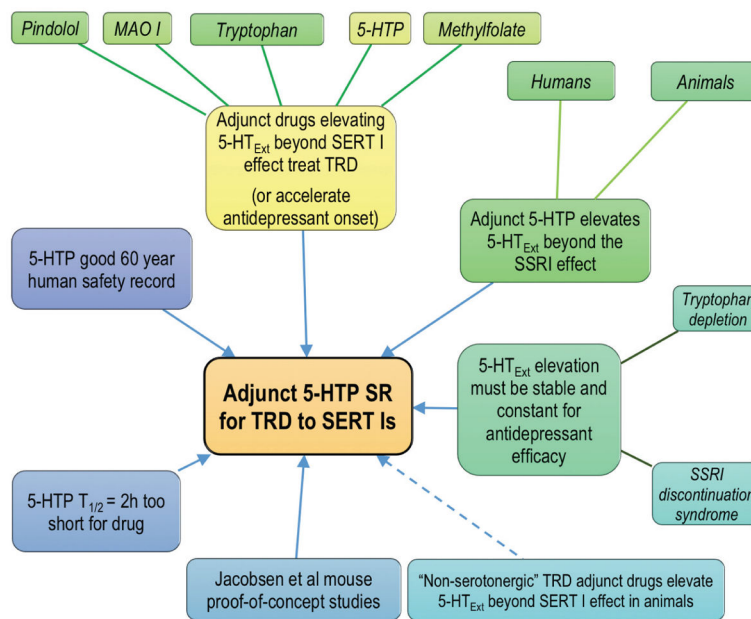 Pindolol
MAO I
Tryptophan
5-HTP
Methylfolate
Humans
Animals
Adjunct drugs elevating
5-HTExt beyond SERT I
effect treat TRD
(or accelerate
antidepressant onset)
Adjunct 5-HTP elevates
5-HTExt beyond the
SSRI effect
5-HTP good 60 year
human safety record
Tryptophan
depletion
5-HTExt elevation
must be stable and
constant for
antidepressant
efficacy
Adjunct 5-HTP SR
for TRD to SERT Is
SSRI
discontinuation
syndrome
5-HTP T1/2 = 2h too
short for drug
Jacobsen et al mouse
proof-of-concept studies
“Non-serotonergic” TRD adjunct drugs elevate
5-HTExt beyond SERT I effect in animals